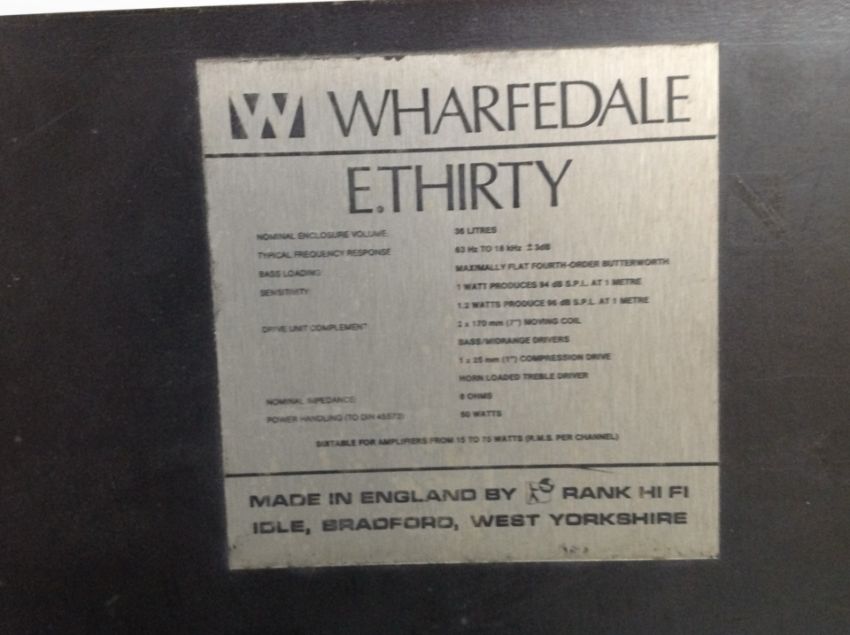 W WHARFEDALE
E.THIRTY
NOMINAL ENCLOSURE VOLUME: 36 LITRES
TYPICAL FREQUENCY RESPONSE 63 Hz TO 18 kHz ±3dB
BASS LOADING: MAXIMALLY FLAT FOURTH-ORDER BUTTERWORTH
SENSITIVITY: 1 WATT PRODUCES 94 dB S.P.L. AT 1 METRE
1.2 WATTS PRODUCE 96 dB S.P.L. AT 1 METRE
DRIVE UNIT COMPLEMENT: 2 x 170 mm (7") MOVING COIL
BASS/MIDRANGE DRIVERS
1 x 25 mm (1") COMPRESSION DRIVE
HORN LOADED TREBLE DRIVER
NOMINAL IMPEDANCE: 8 OHMS
POWER HANDLING (TO DIN 45573) WATTS
SUITABLE FOR AMPLIFIERS FROM 15 TO 75 WATTS (R.M.S. PER CHANNEL)
MADE IN ENGLAND BY RANK HI FI
IDLE, BRADFORD, WEST YORKSHIRE